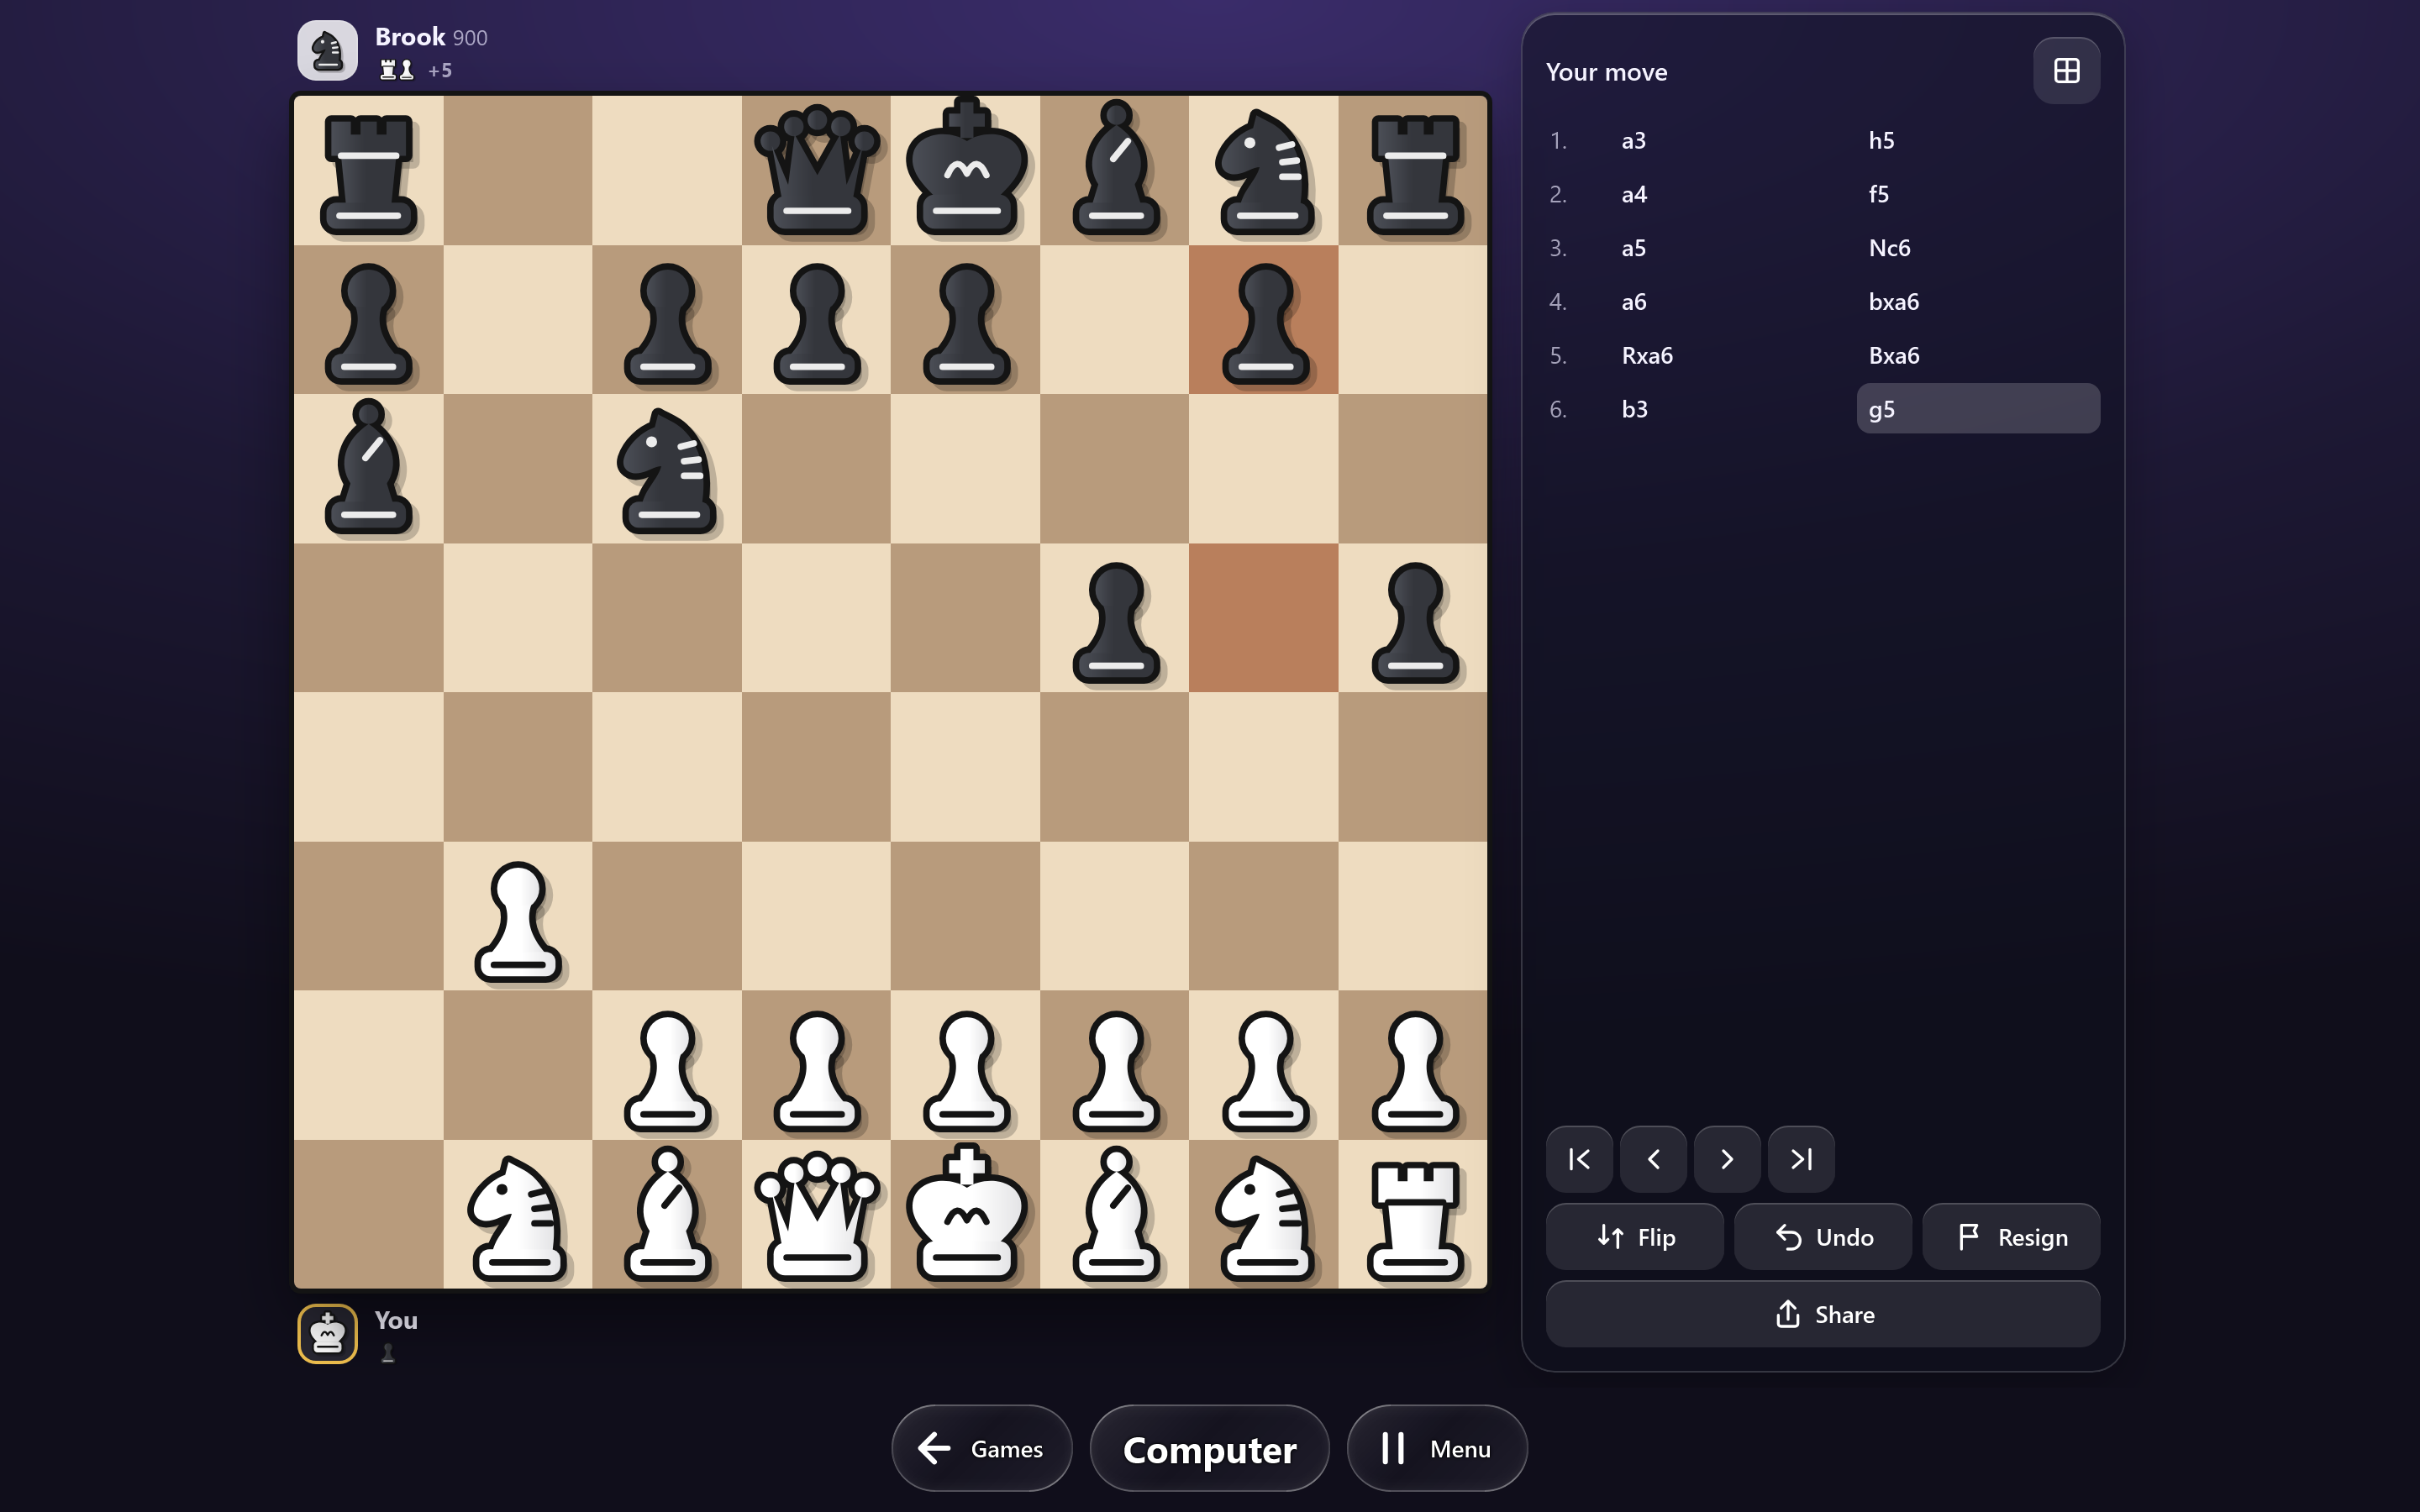 Brook 900
+5
Your move
1. a3 h5
2. a4 f5
3. a5 Nc6
4. a6 bxa6
5. Rxa6 Bxa6
6. b3 g5
Flip Undo Resign
Share
You
Games Computer Menu